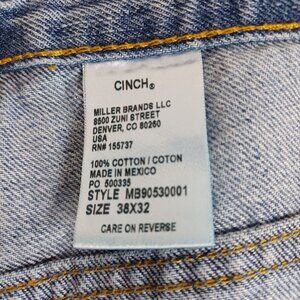 CINCH®
MILLER BRANDS LLC
8500 ZUNI STREET
DENVER, CO 80260
USA
RN# 155737
100% COTTON / COTON
MADE IN MEXICO
PO 500335
STYLE MB90530001
SIZE 38X32
CARE ON REVERSE